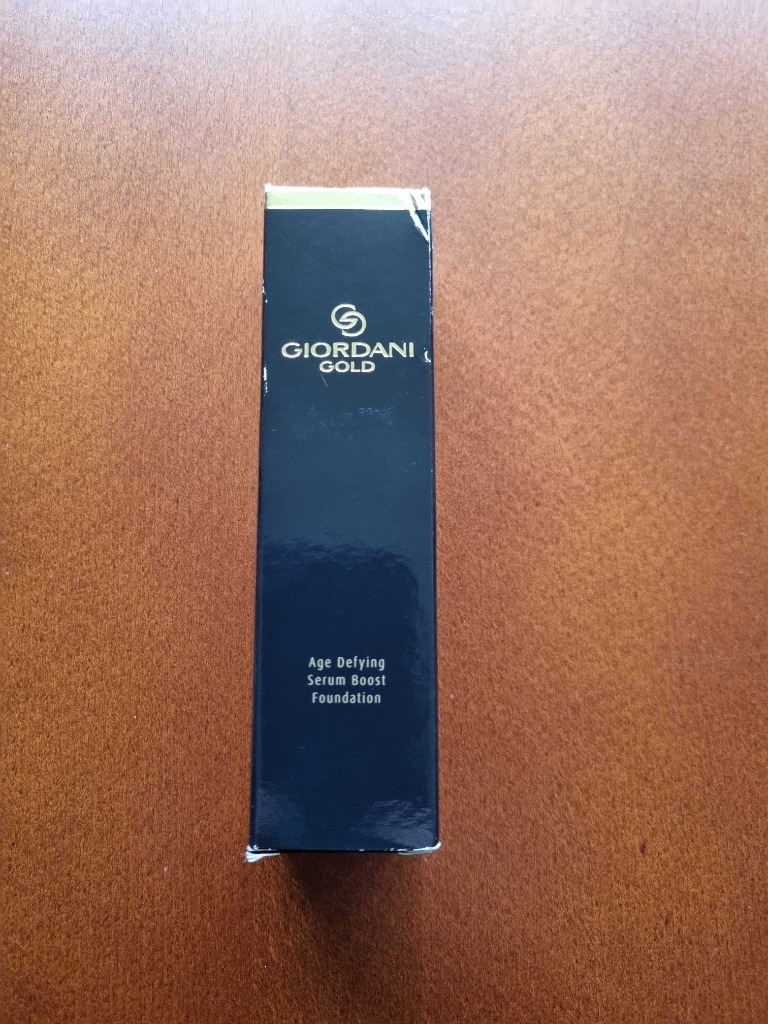 GIORDANI
GOLD
Age Defying
Serum Boost
Foundation